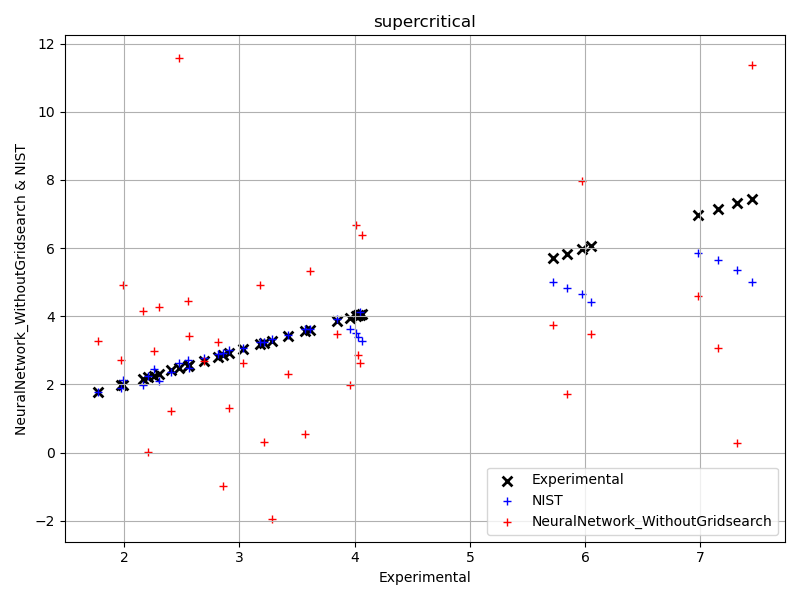 supercritical
NeuralNetwork_WithoutGridsearch & NIST
12
10
8
6
4
2
0
−2
2
3
4
5
6
7
Experimental
Experimental
NIST
NeuralNetwork_WithoutGridsearch